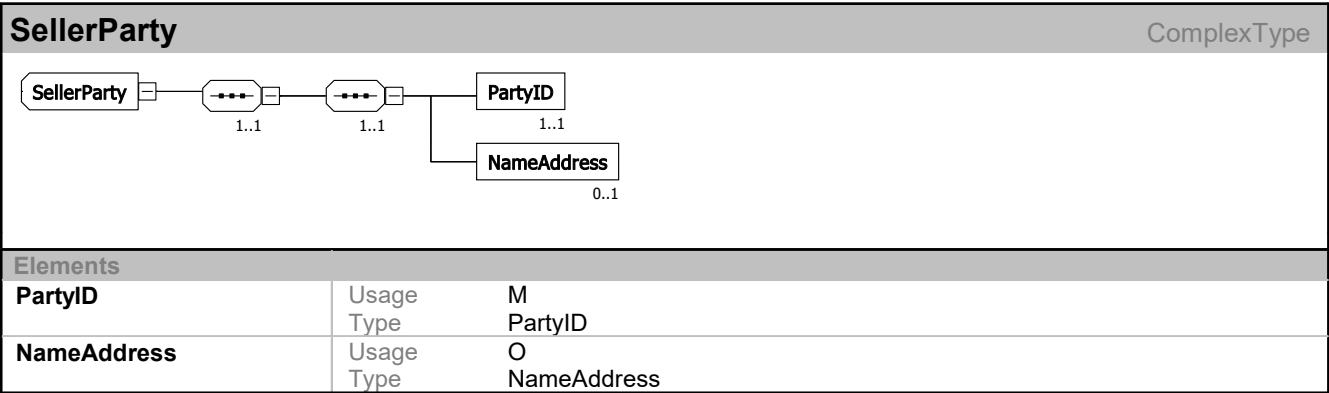 SellerParty ComplexType
SellerParty PartyID
1..1 1..1 1..1
NameAddress
0..1
Elements
PartyID Usage M
Type PartyID
NameAddress Usage O
Type NameAddress